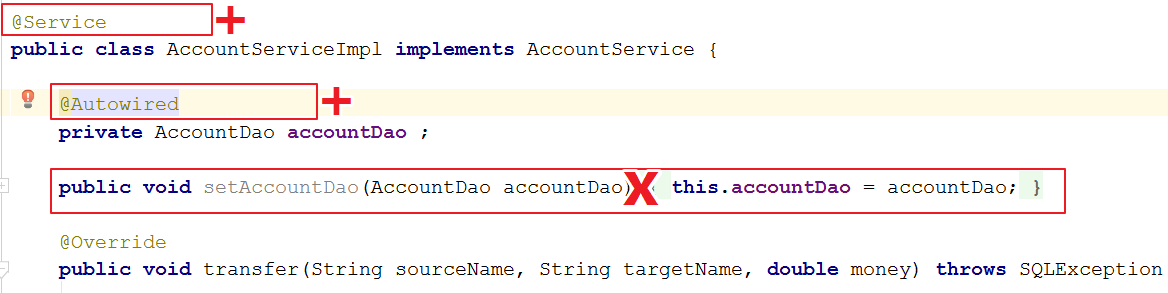 @Service
public class AccountServiceImpl implements AccountService {
@Autowired
private AccountDao accountDao ;
public void setAccountDao(AccountDao accountDao) { this.accountDao = accountDao; }
@Override
public void transfer(String sourceName, String targetName, double money) throws SQLException